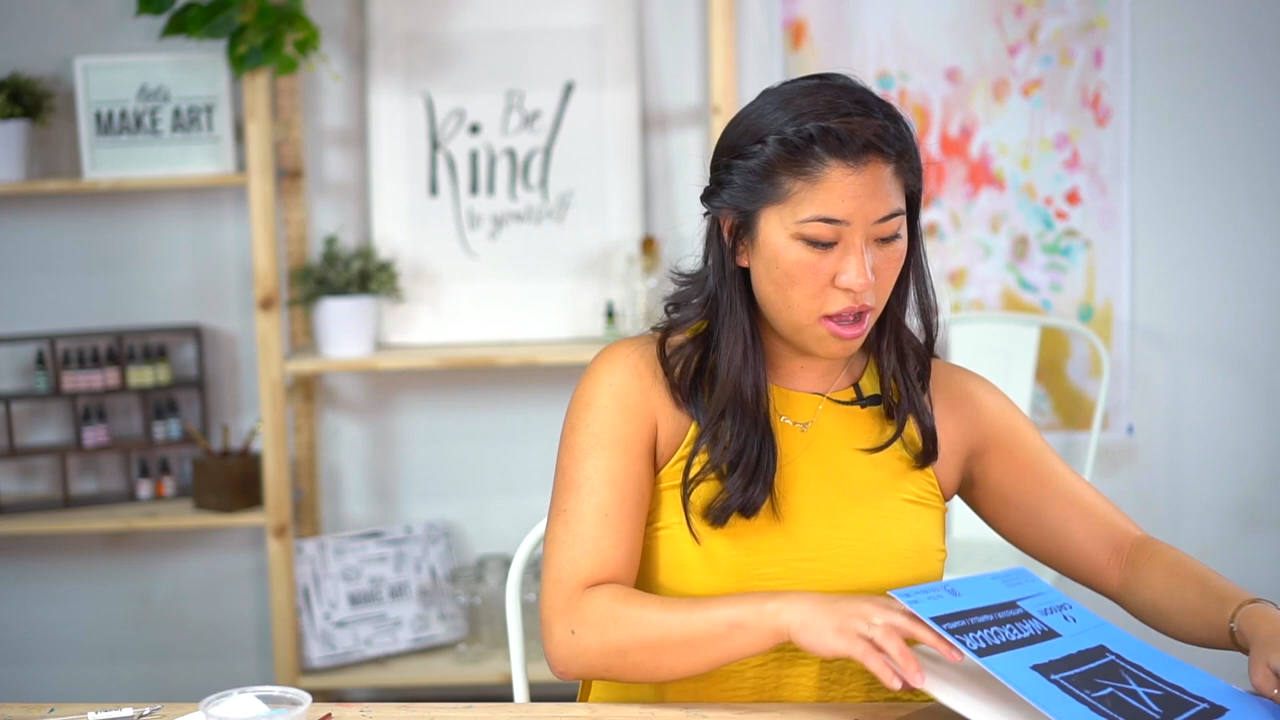 let's
MAKE ART
Be
kind
to yourself
MAKE ART
CANSON
WATERCOLOR